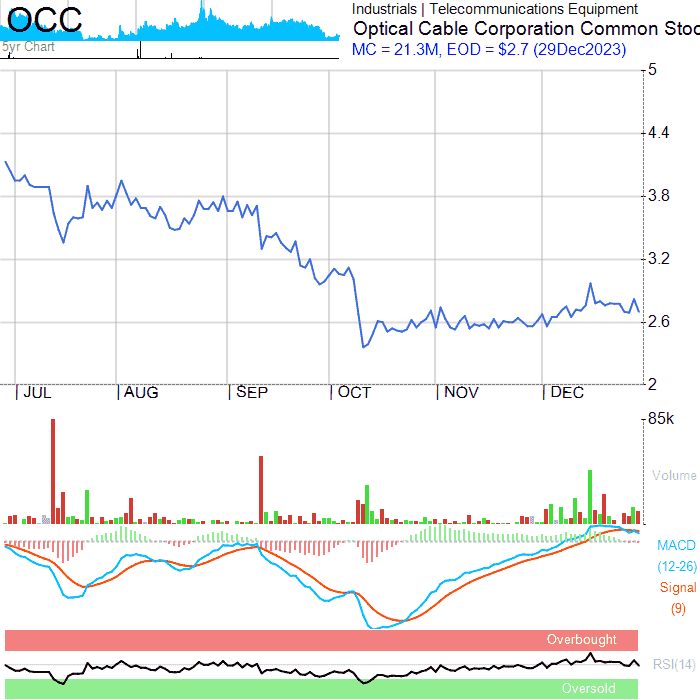 OCC
5yr Chart
Industrials | Telecommunications Equipment
Optical Cable Corporation Common Stoc
MC = 21.3M, EOD = $2.7 (29Dec2023)
5
4.4
3.8
3.2
2.6
2
JUL AUG SEP OCT NOV DEC
85k
Volume
MACD
(12-26)
Signal
(9)
Overbought
RSI(14)
Oversold